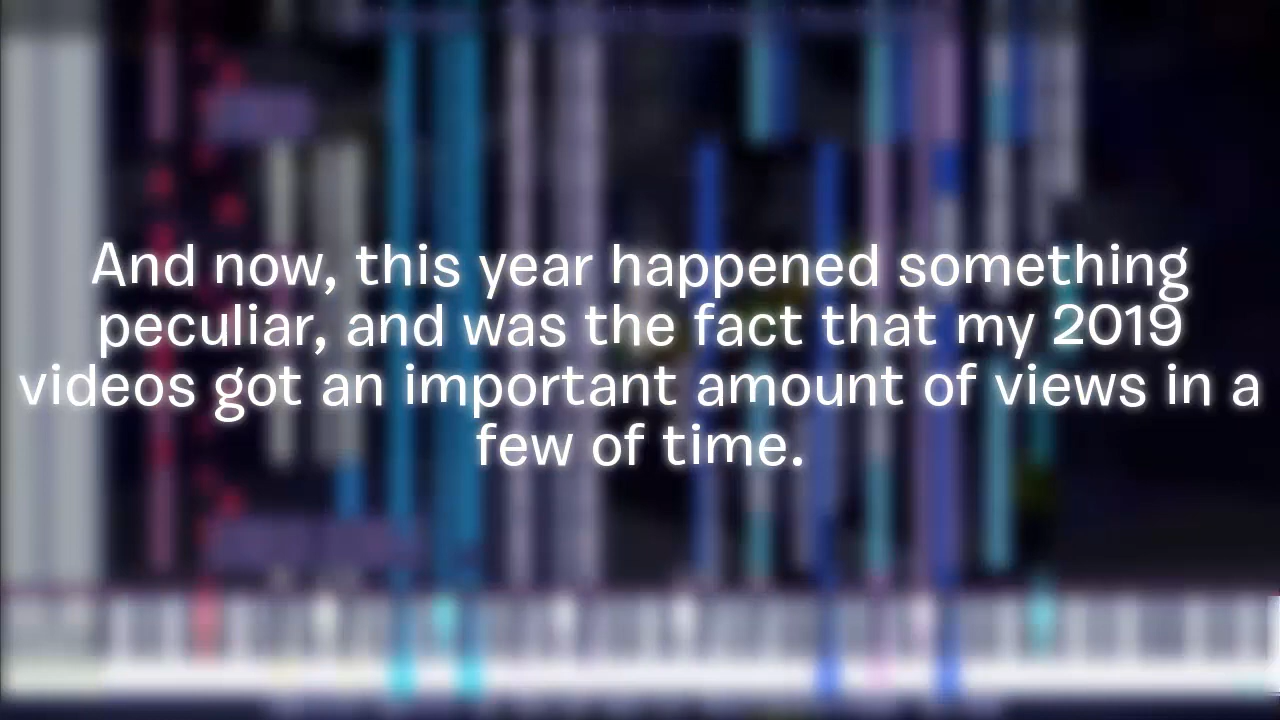 And now, this year happened something
peculiar, and was the fact that my 2019
videos got an important amount of views in a
few of time.